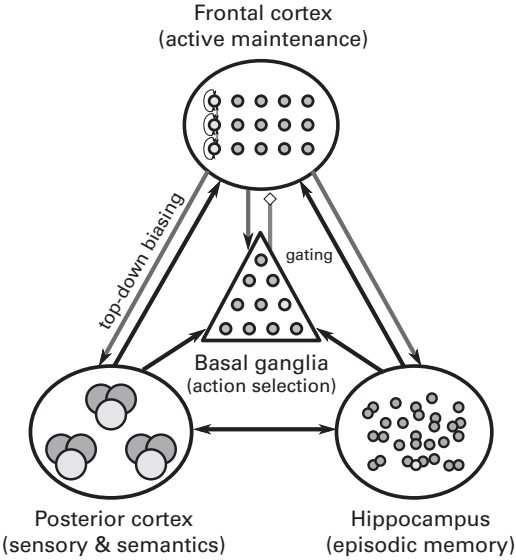 Frontal cortex
(active maintenance)
top-down biasing
gating
Basal ganglia
(action selection)
Posterior cortex
(sensory & semantics)
Hippocampus
(episodic memory)